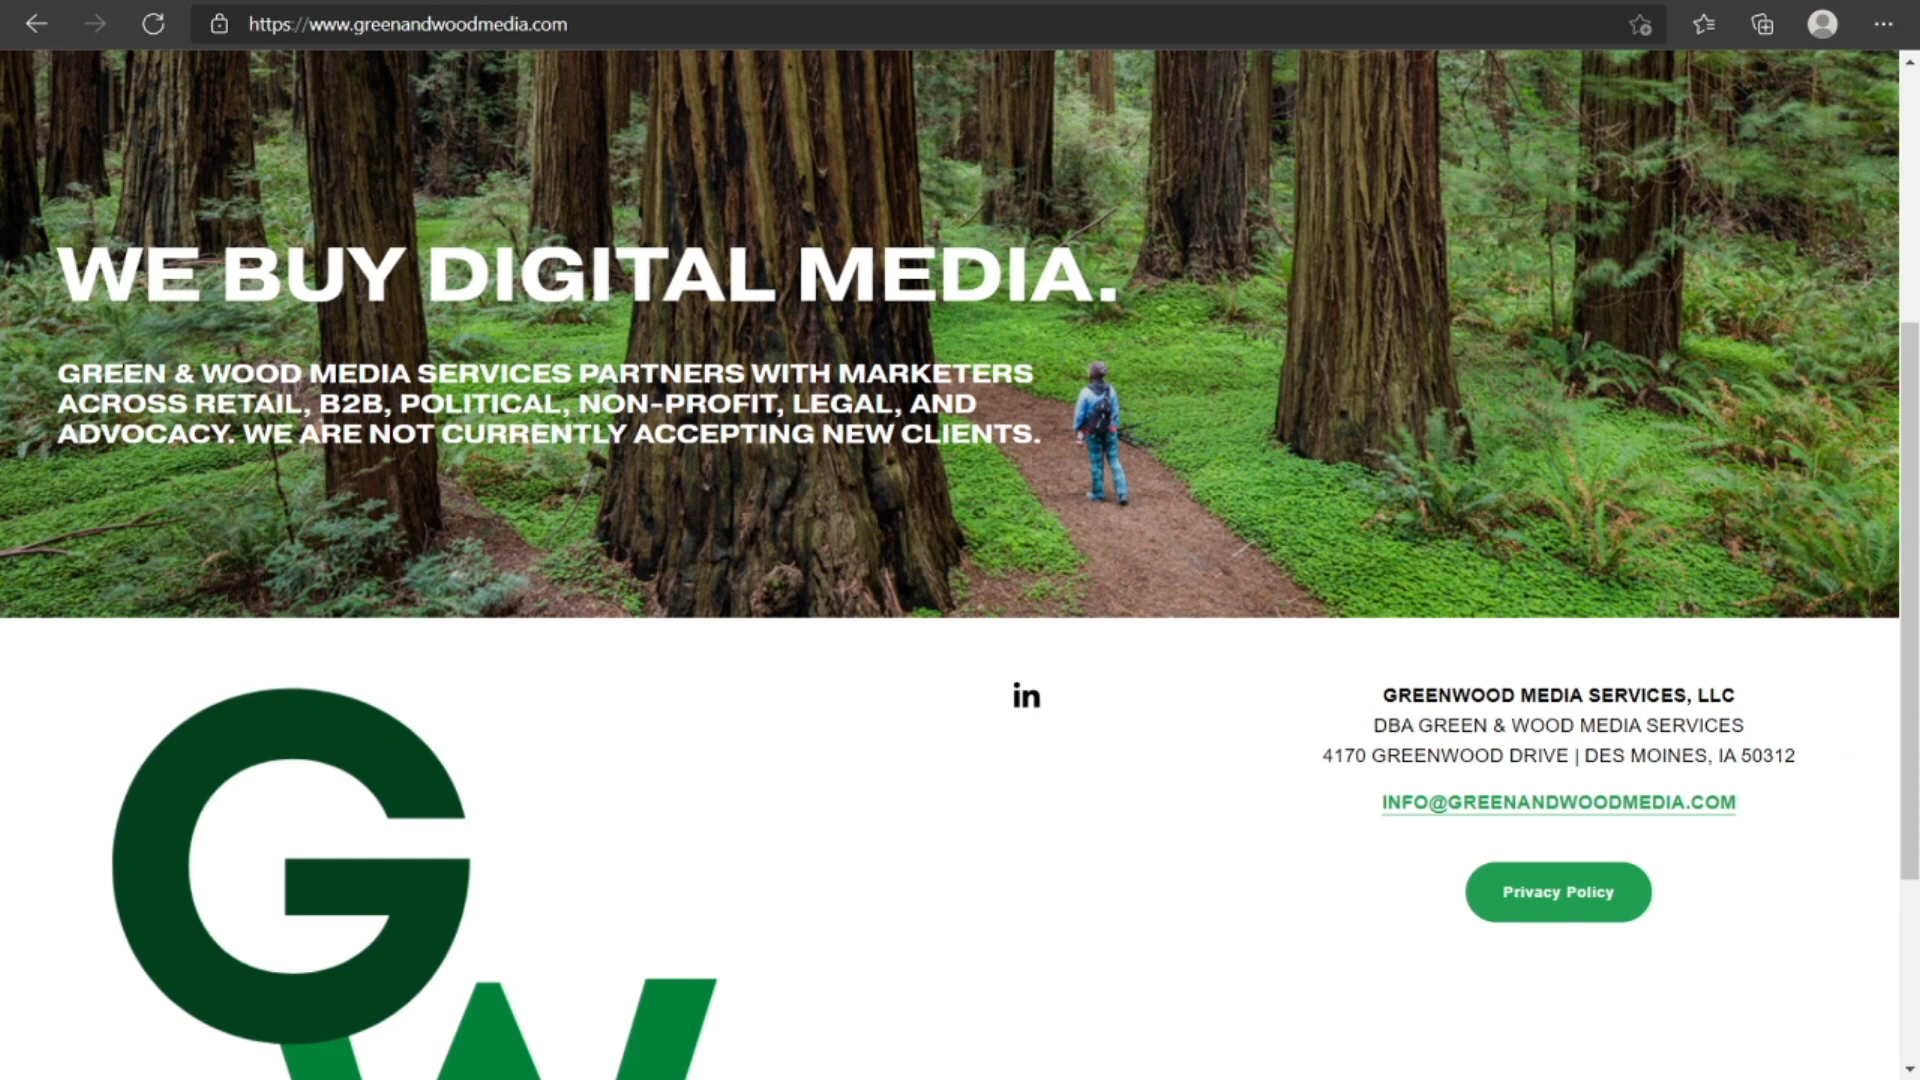 https://www.greenandwoodmedia.com
WE BUY DIGITAL MEDIA.
GREEN & WOOD MEDIA SERVICES PARTNERS WITH MARKETERS
ACROSS RETAIL, B2B, POLITICAL, NON-PROFIT, LEGAL, AND
ADVOCACY. WE ARE NOT CURRENTLY ACCEPTING NEW CLIENTS.
in
GREENWOOD MEDIA SERVICES, LLC
DBA GREEN & WOOD MEDIA SERVICES
4170 GREENWOOD DRIVE | DES MOINES, IA 50312
INFO@GREENANDWOODMEDIA.COM
Privacy Policy
G
W